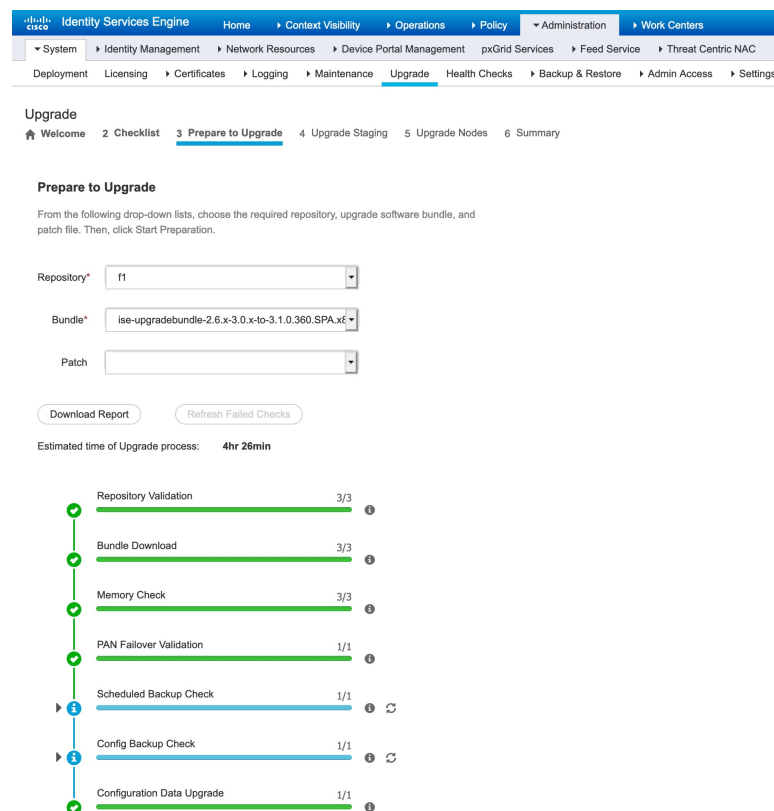 CISCO Identity Services Engine Home Context Visibility Operations Policy Administration Work Centers
System Identity Management Network Resources Device Portal Management pxGrid Services Feed Service Threat Centric NAC
Deployment Licensing Certificates Logging Maintenance Upgrade Health Checks Backup & Restore Admin Access Settings
Upgrade
Welcome 2 Checklist 3 Prepare to Upgrade 4 Upgrade Staging 5 Upgrade Nodes 6 Summary
Prepare to Upgrade
From the following drop-down lists, choose the required repository, upgrade software bundle, and
patch file. Then, click Start Preparation.
Repository* f1
Bundle* ise-upgradebundle-2.6.x-3.0.x-to-3.1.0.360.SPA.x8
Patch
Download Report Refresh Failed Checks
Estimated time of Upgrade process: 4hr 26min
Repository Validation 3/3
Bundle Download 3/3
Memory Check 3/3
PAN Failover Validation 1/1
Scheduled Backup Check 1/1
Config Backup Check 1/1
Configuration Data Upgrade 1/1